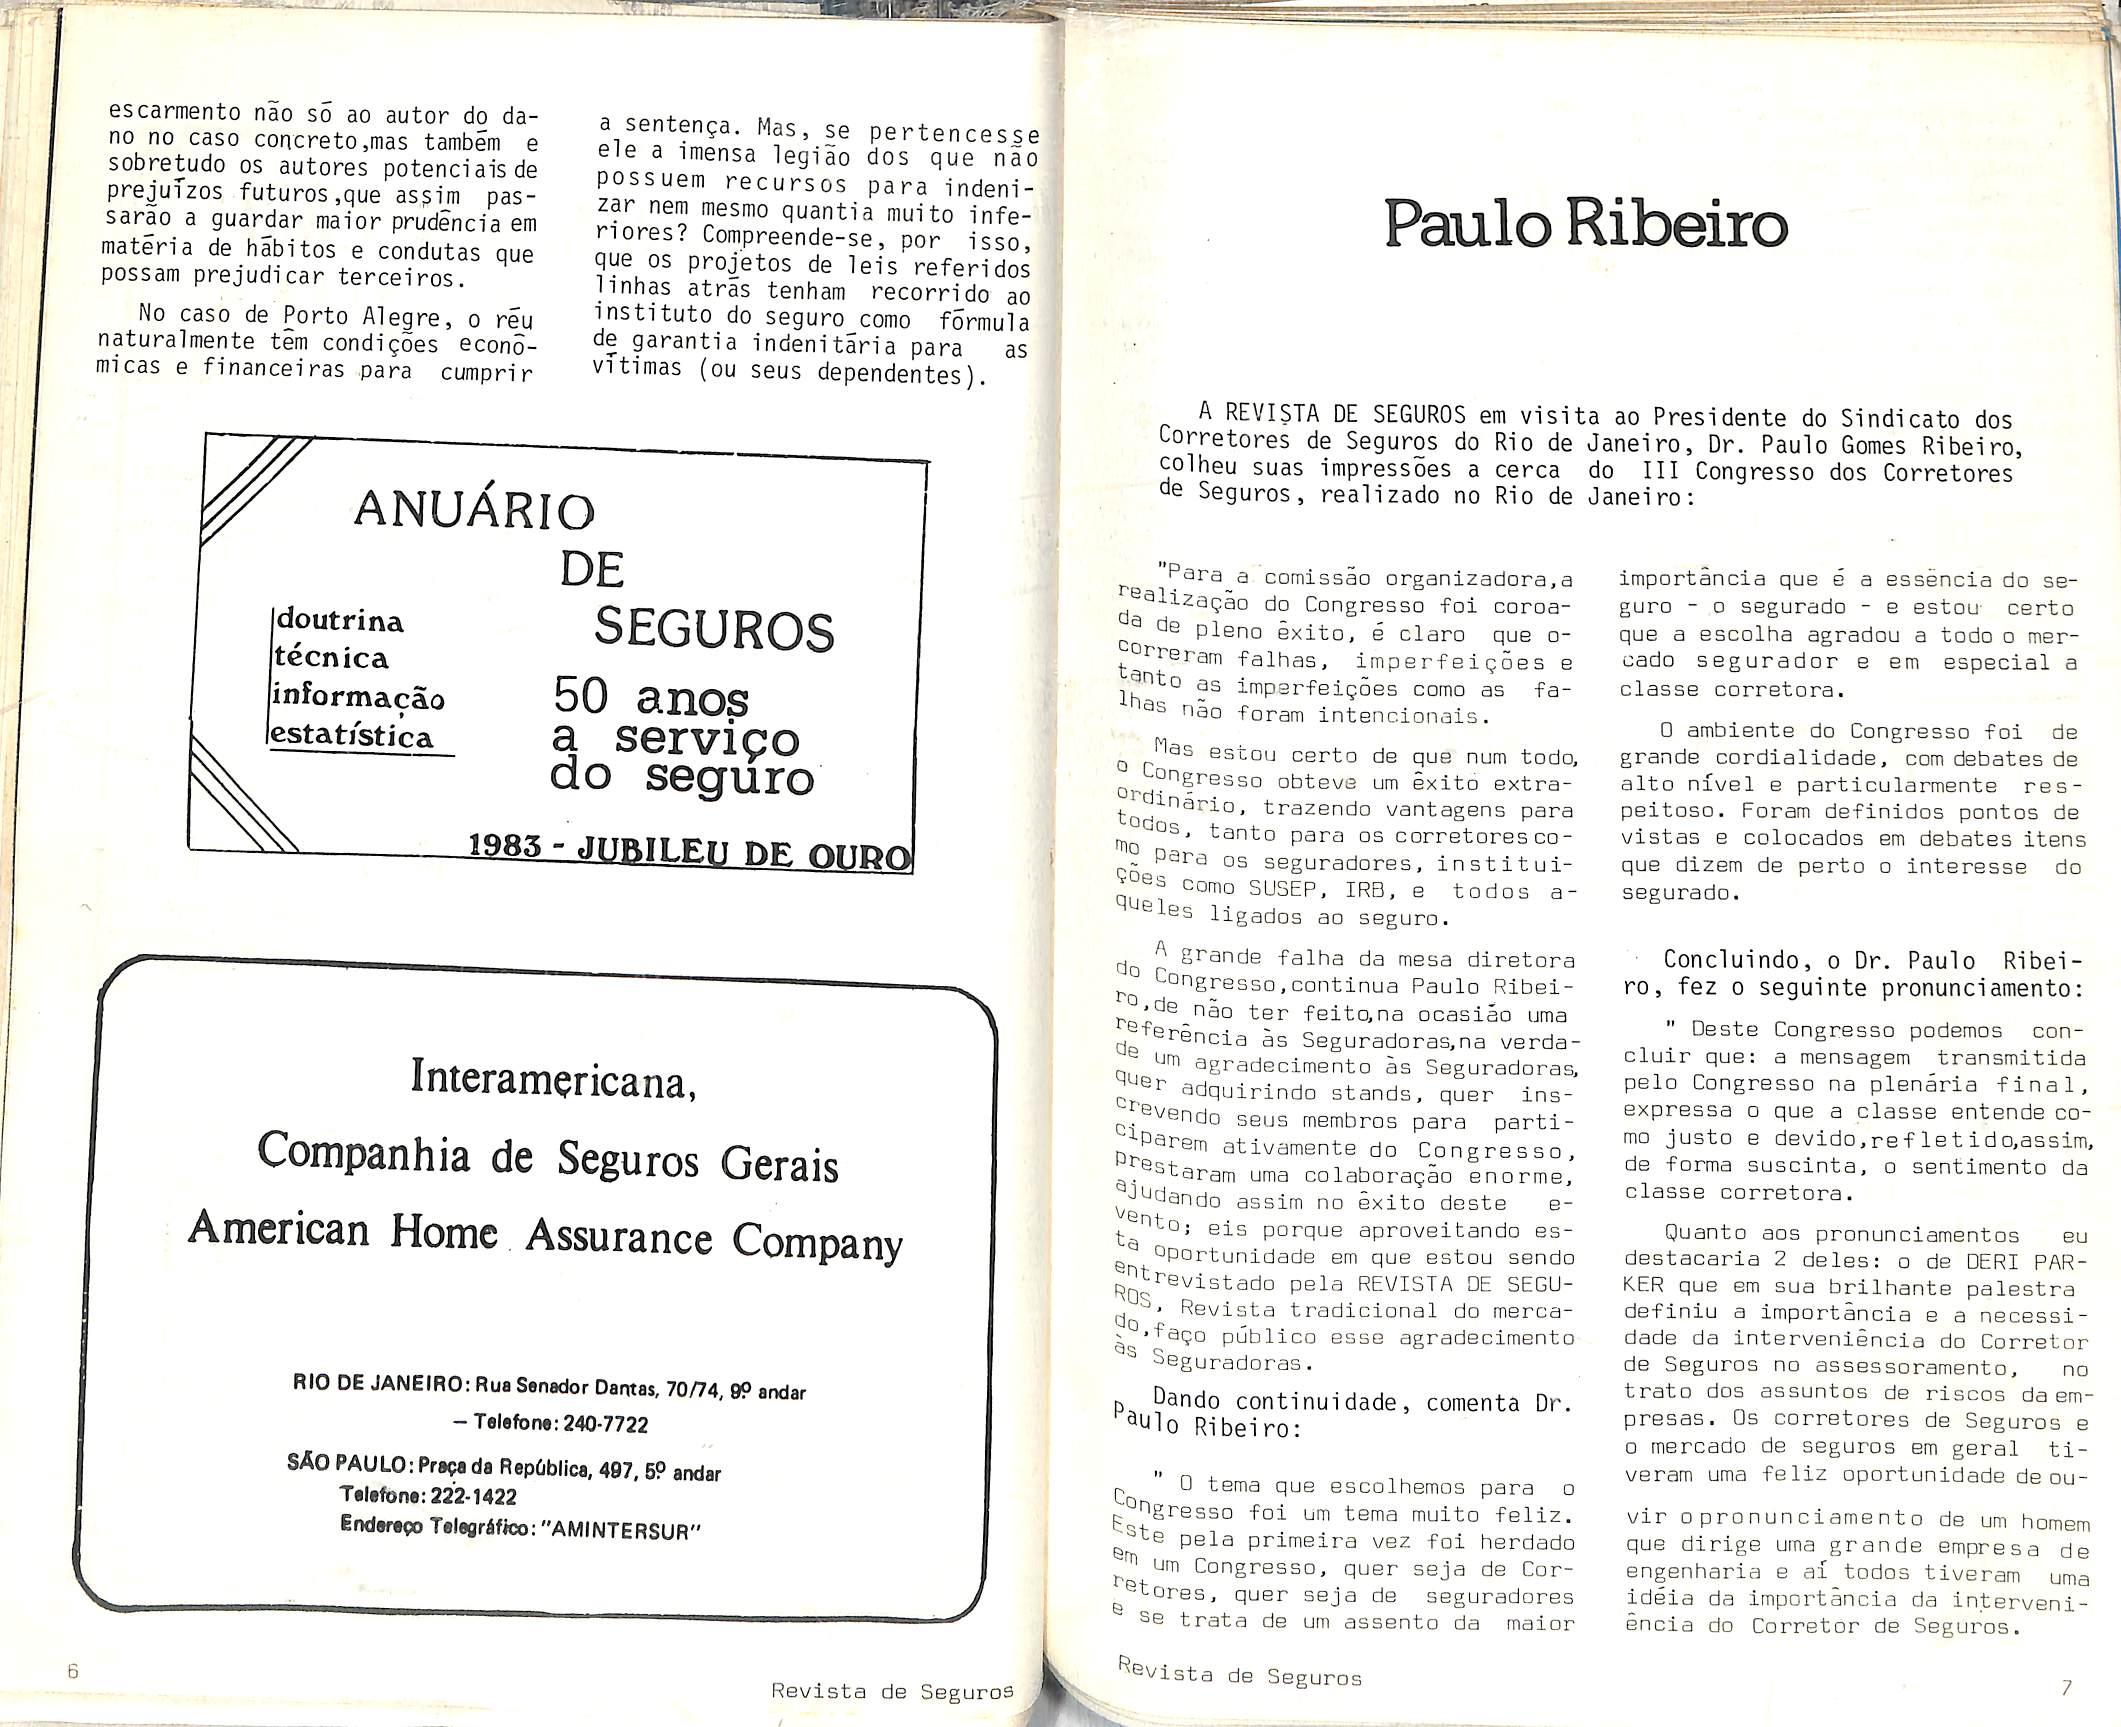 escarmento não só ao autor do da-
no no caso concreto,mas também e
sobretudo os autores potenciais de
prejuízos futuros,que assim pas-
sarão a guardar maior prudência em
matéria de hábitos e condutas que
possam prejudicar terceiros.
No caso de Porto Alegre, o réu
naturalmente têm condições econô-
micas e financeiras para cumprir
a sentença. Mas, se pertencesse
ele a imensa legião dos que não
possuem recursos para indeni-
zar nem mesmo quantia muito infe-
riores? Compreende-se, por isso,
que os projetos de leis referidos
linhas atrás tenham recorrido ao
instituto do seguro como fórmula
de garantia indenitária para as
vítimas (ou seus dependentes).
ANUÁRIO
DE
SEGUROS
doutrina
técnica
informação
estatística
50 anos
a serviço
do seguro
1983 - JUBILEU DE OURO
Interamericana,
Companhia de Seguros Gerais
American Home Assurance Company
RIO DE JANEIRO: Rua Senador Dantas, 70/74, 9º andar
– Telefone: 240-7722
SÃO PAULO: Praça da República, 497, 5º andar
Telefone: 222-1422
Endereço Telegráfico: "AMINTERSUR"
6
Revista de Seguros
Paulo Ribeiro
A REVISTA DE SEGUROS em visita ao Presidente do Sindicato dos
Corretores de Seguros do Rio de Janeiro, Dr. Paulo Gomes Ribeiro,
colheu suas impressões a cerca do III Congresso dos Corretores
de Seguros, realizado no Rio de Janeiro:
"Para a comissão organizadora,a
realização do Congresso foi coroa-
da de pleno êxito, é claro que o-
correram falhas, imperfeições e
tanto as imperfeições como as fa-
lhas não foram intencionais.
Mas estou certo de que num todo,
o Congresso obteve um êxito extra-
ordinário, trazendo vantagens para
todos, tanto para os corretores co-
mo para os seguradores, institui-
ções como SUSEP, IRB, e todos a-
queles ligados ao seguro.
A grande falha da mesa diretora
do Congresso,continua Paulo Ribei-
ro,de não ter feito,na ocasião uma
referência às Seguradoras,na verda-
de um agradecimento às Seguradoras,
quer adquirindo stands, quer ins-
crevendo seus membros para parti-
ciparem ativamente do Congresso,
prestaram uma colaboração enorme,
ajudando assim no êxito deste e-
vento; eis porque aproveitando es-
ta oportunidade em que estou sendo
entrevistado pela REVISTA DE SEGU-
ROS, Revista tradicional do merca-
do,faço público esse agradecimento
às Seguradoras.
Dando continuidade, comenta Dr.
Paulo Ribeiro:
" O tema que escolhemos para o
Congresso foi um tema muito feliz.
Este pela primeira vez foi herdado
em um Congresso, quer seja de Cor-
retores, quer seja de seguradores
e se trata de um assento da maior
importância que é a essência do se-
guro - o segurado - e estou certo
que a escolha agradou a todo o mer-
cado segurador e em especial a
classe corretora.
O ambiente do Congresso foi de
grande cordialidade, com debates de
alto nível e particularmente res-
peitoso. Foram definidos pontos de
vistas e colocados em debates itens
que dizem de perto o interesse do
segurado.
Concluindo, o Dr. Paulo Ribei-
ro, fez o seguinte pronunciamento:
" Deste Congresso podemos con-
cluir que: a mensagem transmitida
pelo Congresso na plenária final,
expressa o que a classe entende co-
mo justo e devido,refletido,assim,
de forma suscinta, o sentimento da
classe corretora.
Quanto aos pronunciamentos eu
destacaria 2 deles: o de DERI PAR-
KER que em sua brilhante palestra
definiu a importância e a necessi-
dade da interveniência do Corretor
de Seguros no assessoramento, no
trato dos assuntos de riscos da em-
presas. Os corretores de Seguros e
o mercado de seguros em geral ti-
veram uma feliz oportunidade de ou-
vir o pronunciamento de um homem
que dirige uma grande empresa de
engenharia e aí todos tiveram uma
idéia da importância da interveni-
ência do Corretor de Seguros.
Revista de Seguros
7